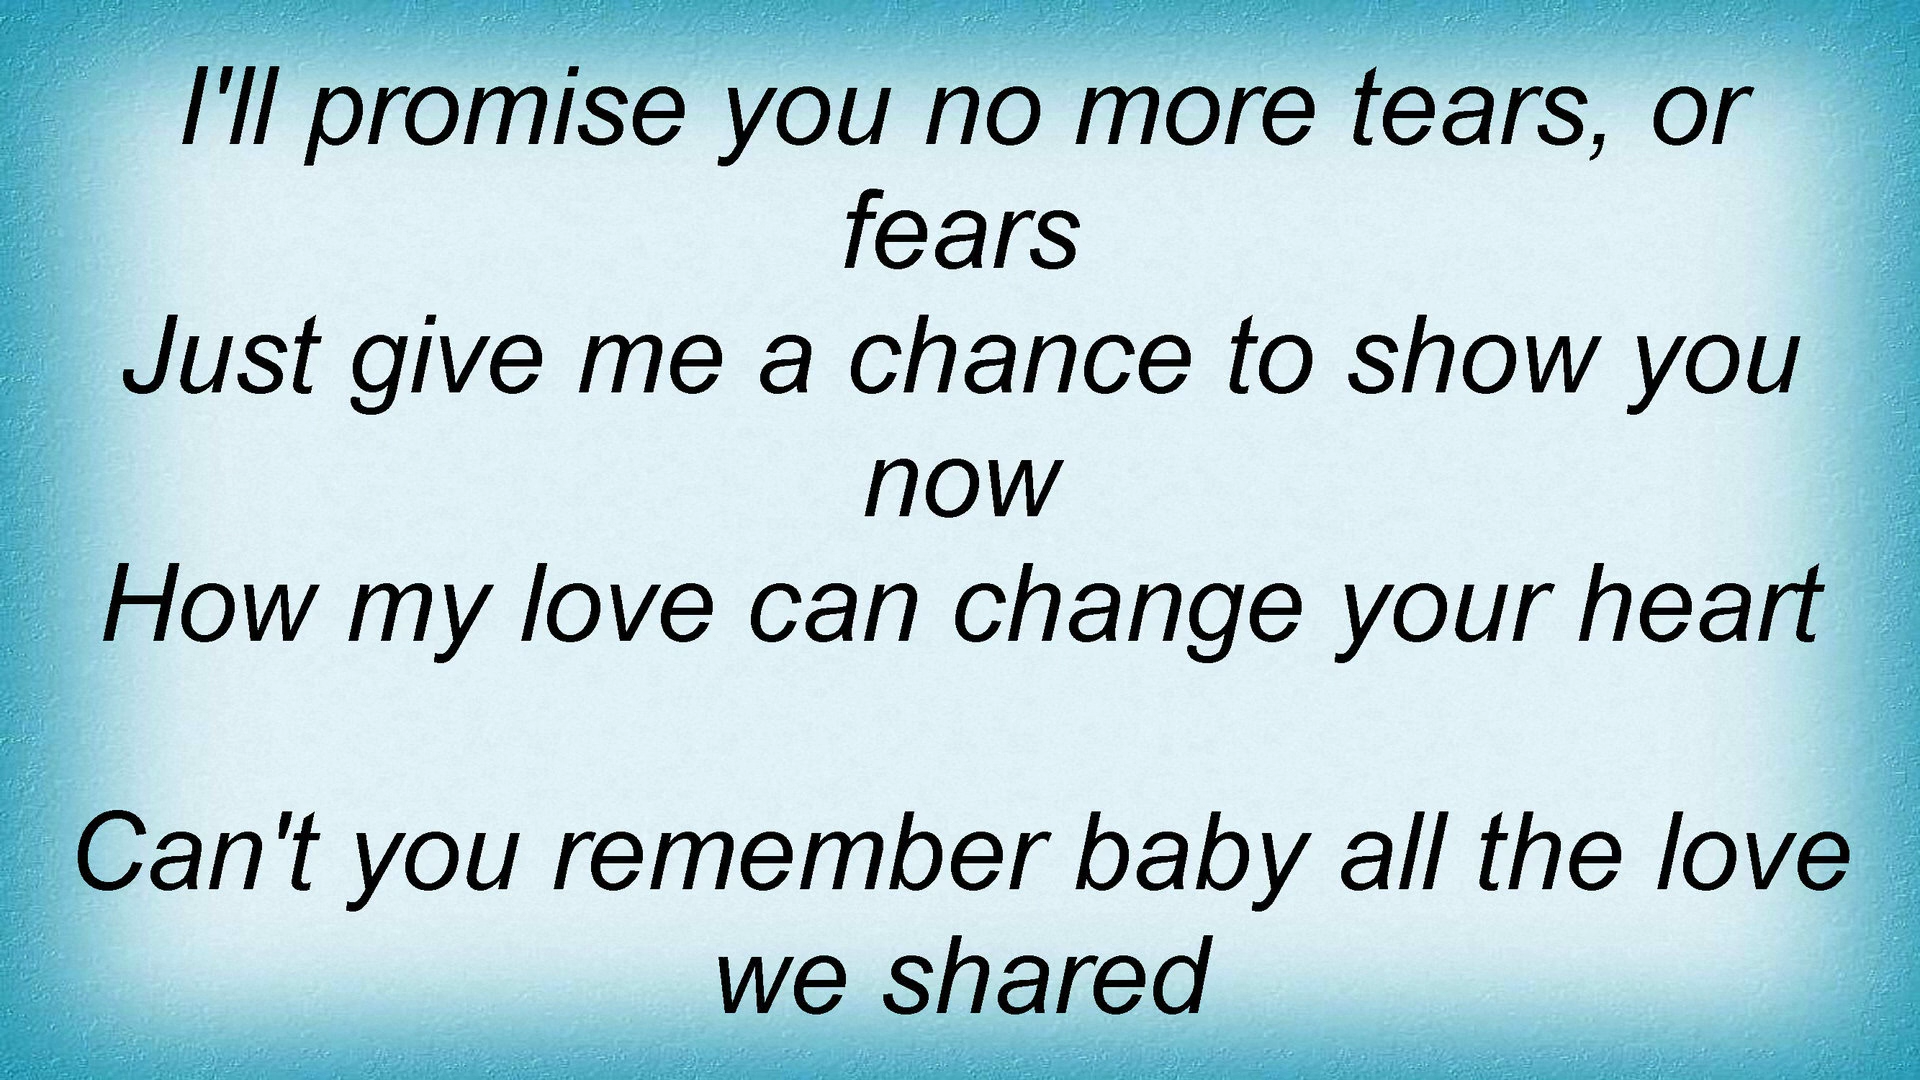 I'll promise you no more tears, or
fears
Just give me a chance to show you
now
How my love can change your heart
Can't you remember baby all the love
we shared